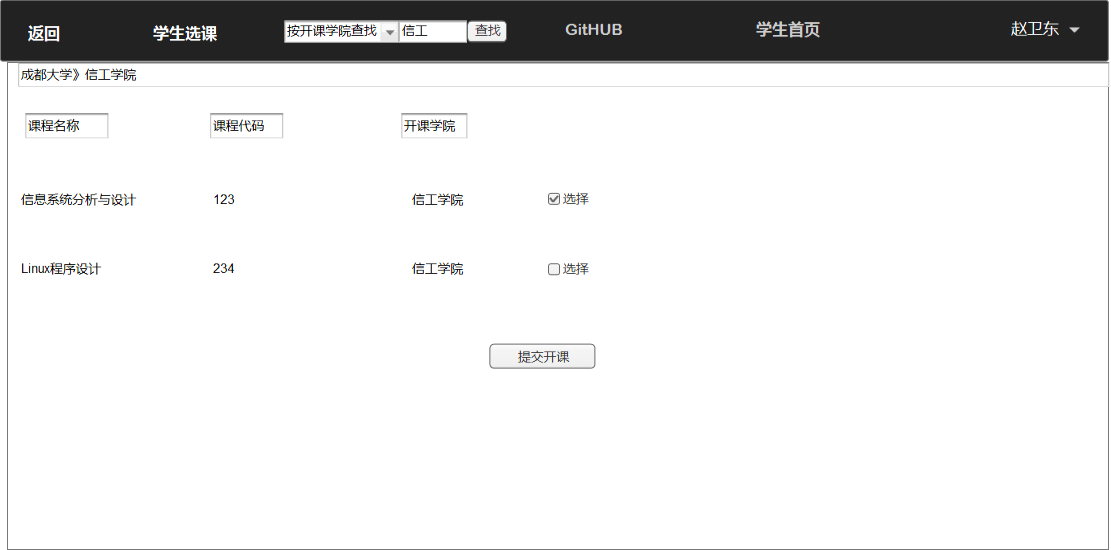 返回 学生选课 按开课学院查找 信工 查找 GitHUB 学生首页 赵卫东
成都大学》信工学院
课程名称 课程代码 开课学院
信息系统分析与设计 123 信工学院 选择
Linux程序设计 234 信工学院 选择
提交开课